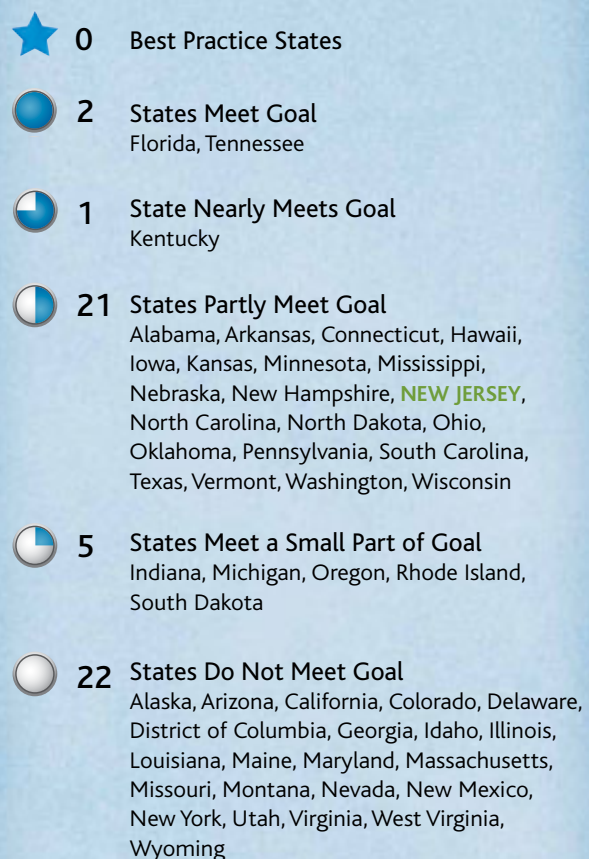 0 Best Practice States
2 States Meet Goal
Florida, Tennessee
1 State Nearly Meets Goal
Kentucky
21 States Partly Meet Goal
Alabama, Arkansas, Connecticut, Hawaii,
Iowa, Kansas, Minnesota, Mississippi,
Nebraska, New Hampshire, NEW JERSEY,
North Carolina, North Dakota, Ohio,
Oklahoma, Pennsylvania, South Carolina,
Texas, Vermont, Washington, Wisconsin
5 States Meet a Small Part of Goal
Indiana, Michigan, Oregon, Rhode Island,
South Dakota
22 States Do Not Meet Goal
Alaska, Arizona, California, Colorado, Delaware,
District of Columbia, Georgia, Idaho, Illinois,
Louisiana, Maine, Maryland, Massachusetts,
Missouri, Montana, Nevada, New Mexico,
New York, Utah, Virginia, West Virginia,
Wyoming